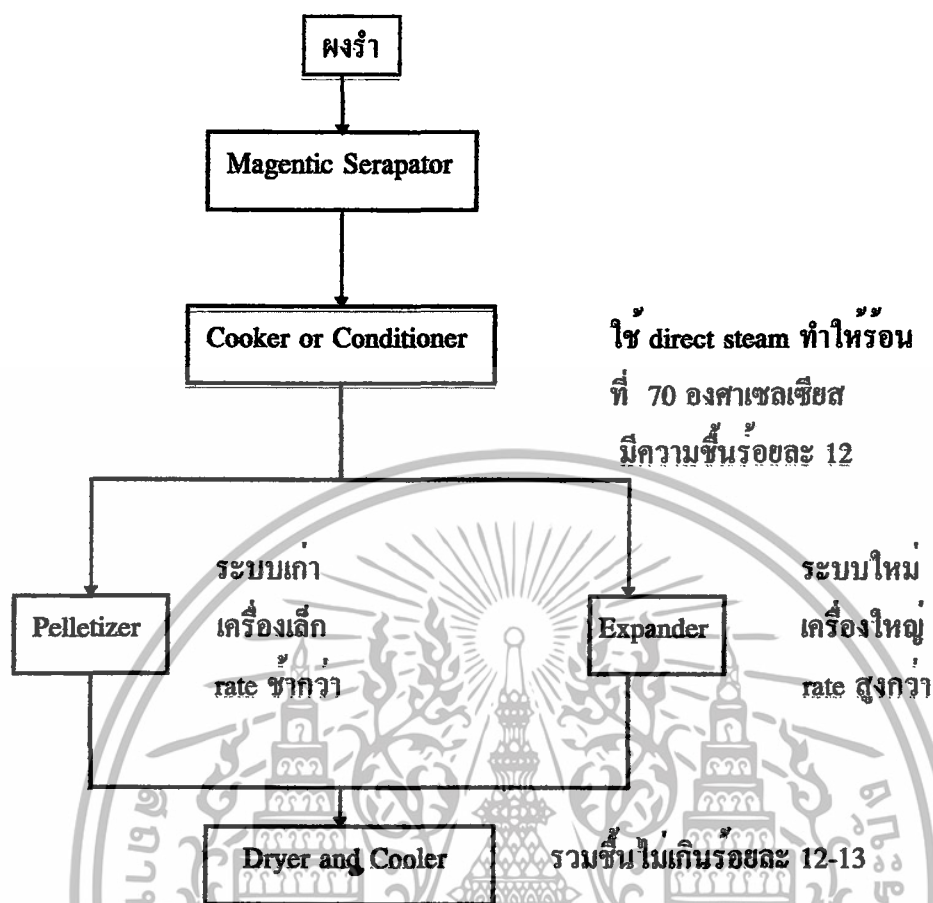 ผงรำ
Magentic Serapator
Cooker or Conditioner
ใช้ direct steam ทำให้ร้อน
ที่ 70 องศาเซลเซียส
มีความชื้นร้อยละ 12
Pelletizer
ระบบเก่า
เครื่องเล็ก
rate ช้ากว่า
Expander
ระบบใหม่
เครื่องใหญ่
rate สูงกว่า
Dryer and Cooler
รวมชื้นไม่เกินร้อยละ 12-13